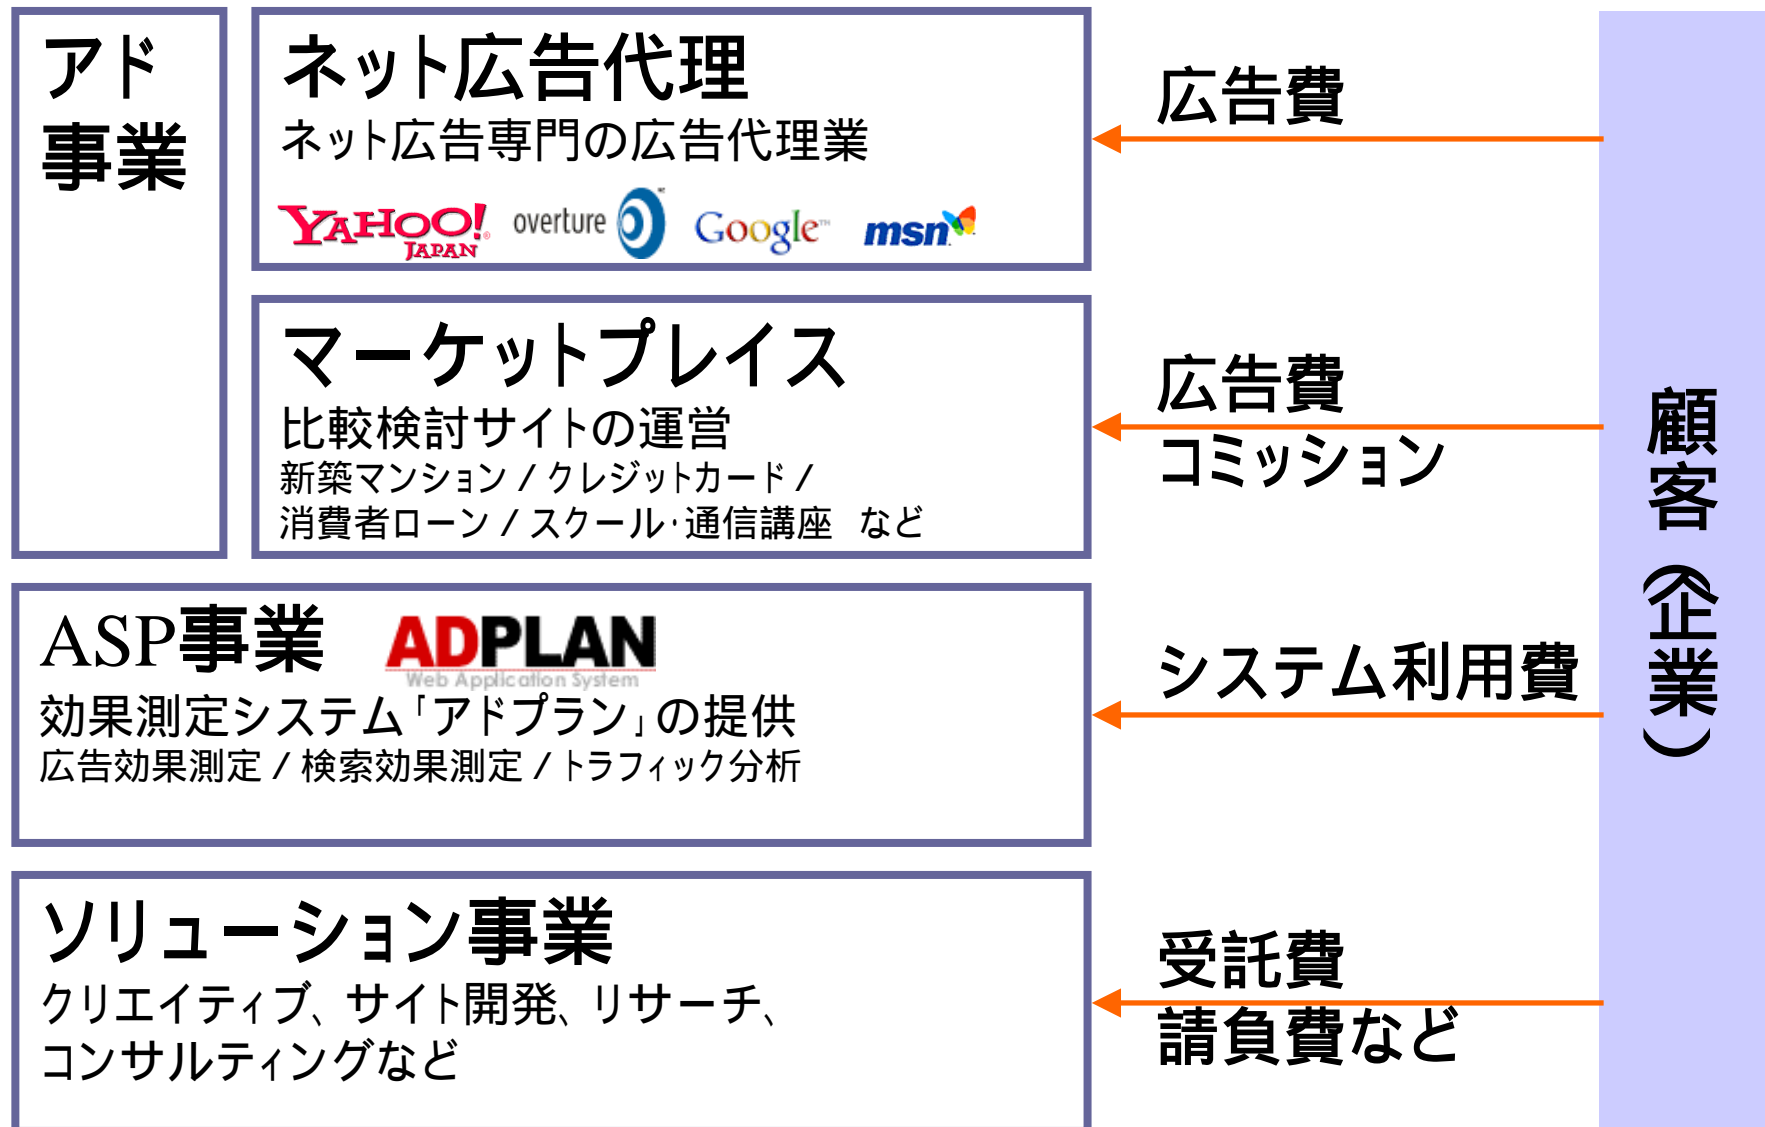 アド
事業
ネット広告代理
ネット広告専門の広告代理業
YAHOO!
JAPAN
overture
Google™
msn
広告費
マーケットプレイス
比較検討サイトの運営
新築マンション / クレジットカード /
消費者ローン / スクール・通信講座　など
広告費
コミッション
ASP事業
ADPLAN
Web Application System
効果測定システム「アドプラン」の提供
広告効果測定 / 検索効果測定 / トラフィック分析
システム利用費
ソリューション事業
クリエイティブ、サイト開発、リサーチ、
コンサルティングなど
受託費
請負費など
顧客（企業）